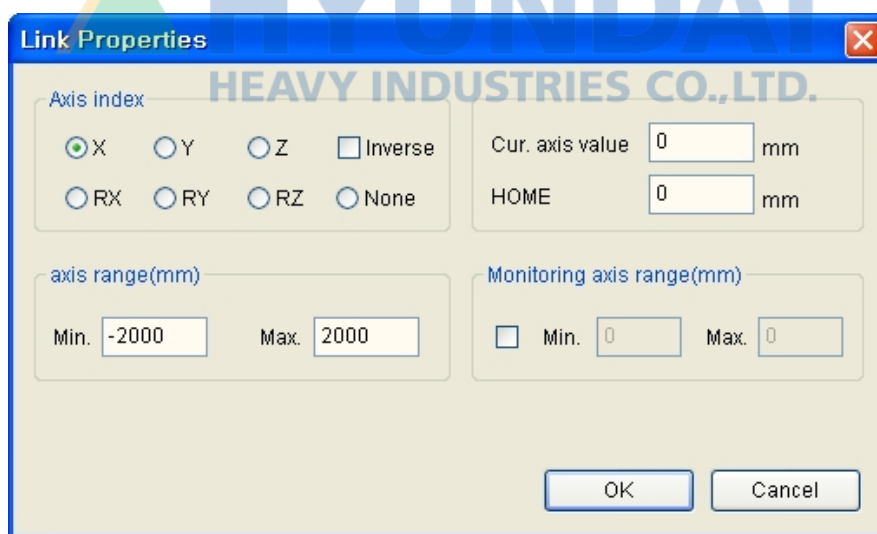 HYUNDAI
Link Properties
HEAVY INDUSTRIES CO.,LTD.
Axis index
X Y Z Inverse
RX RY RZ None
Cur. axis value 0 mm
HOME 0 mm
axis range(mm)
Min. -2000 Max. 2000
Monitoring axis range(mm)
Min. 0 Max. 0
OK Cancel